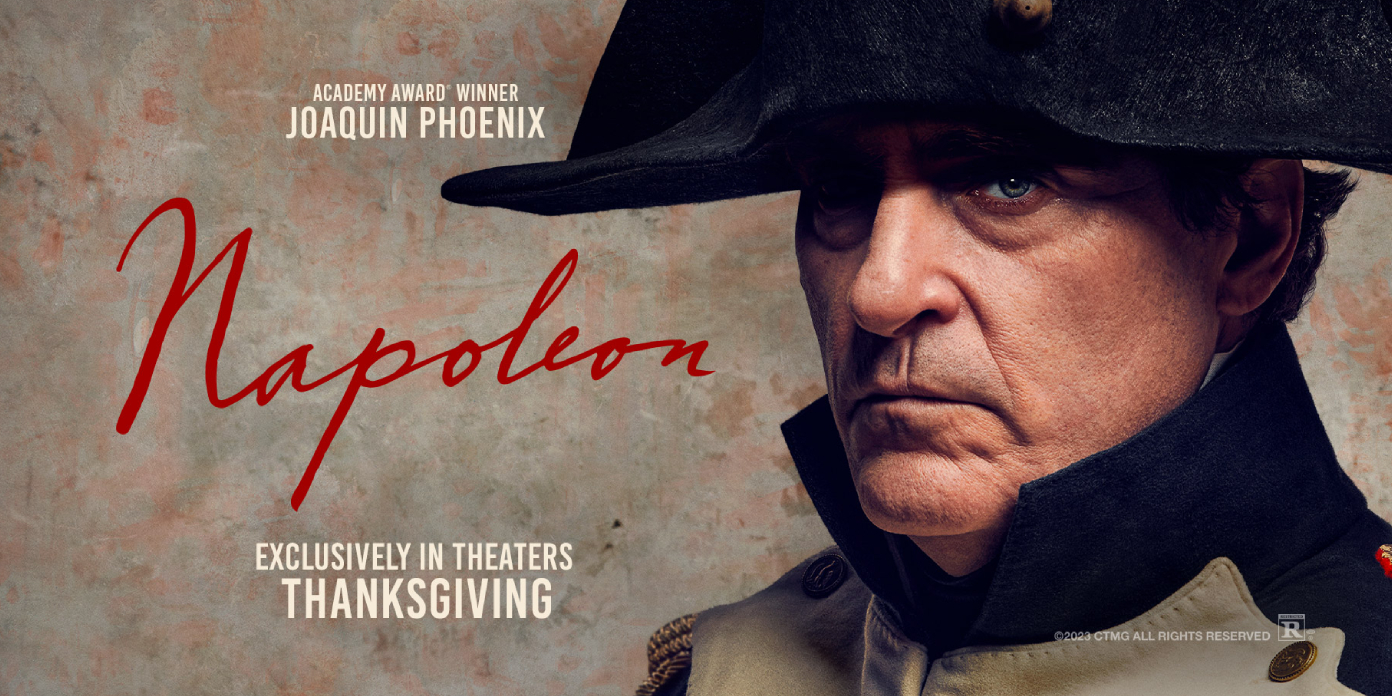 ACADEMY AWARD® WINNER
JOAQUIN PHOENIX
Napoleon
EXCLUSIVELY IN THEATERS
THANKSGIVING
©2023 CTMG ALL RIGHTS RESERVED
R